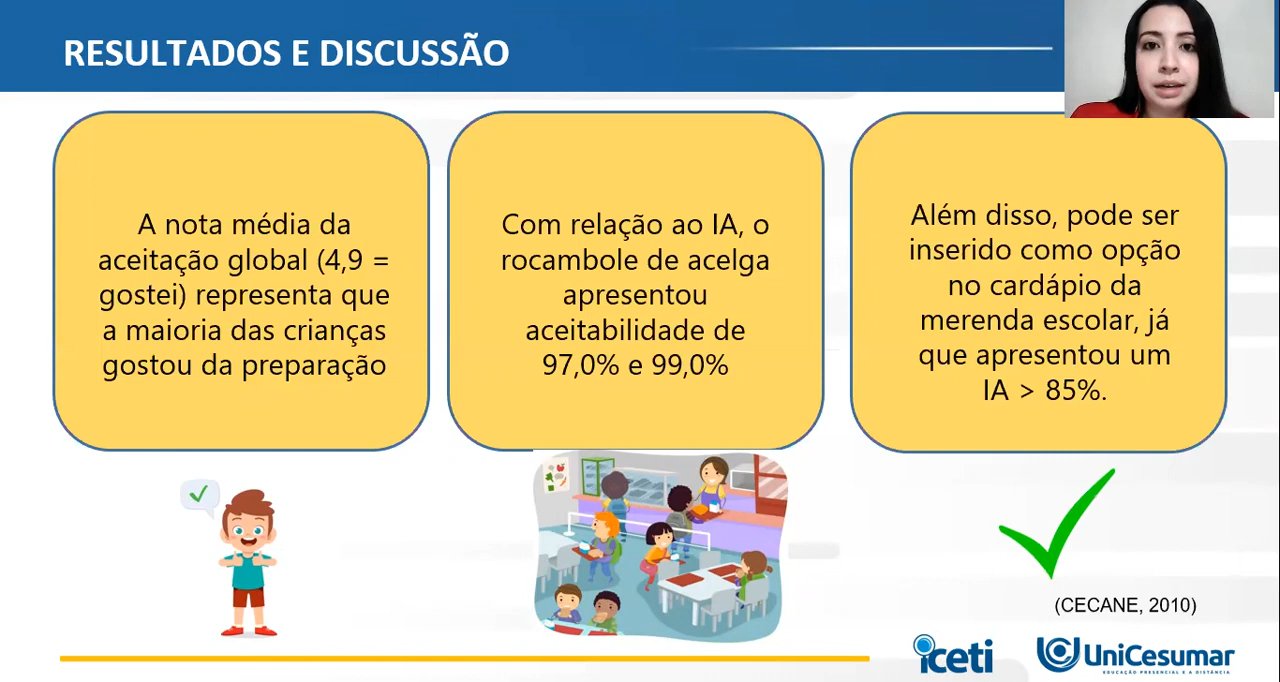 RESULTADOS E DISCUSSÃO
A nota média da
aceitação global (4,9 =
gostei) representa que
a maioria das crianças
gostou da preparação
Com relação ao IA, o
rocambole de acelga
apresentou
aceitabilidade de
97,0% e 99,0%
Além disso, pode ser
inserido como opção
no cardápio da
merenda escolar, já
que apresentou um
IA > 85%.
(CECANE, 2010)
iceti
UniCesumar
EDUCAÇÃO PRESENCIAL E A DISTÂNCIA